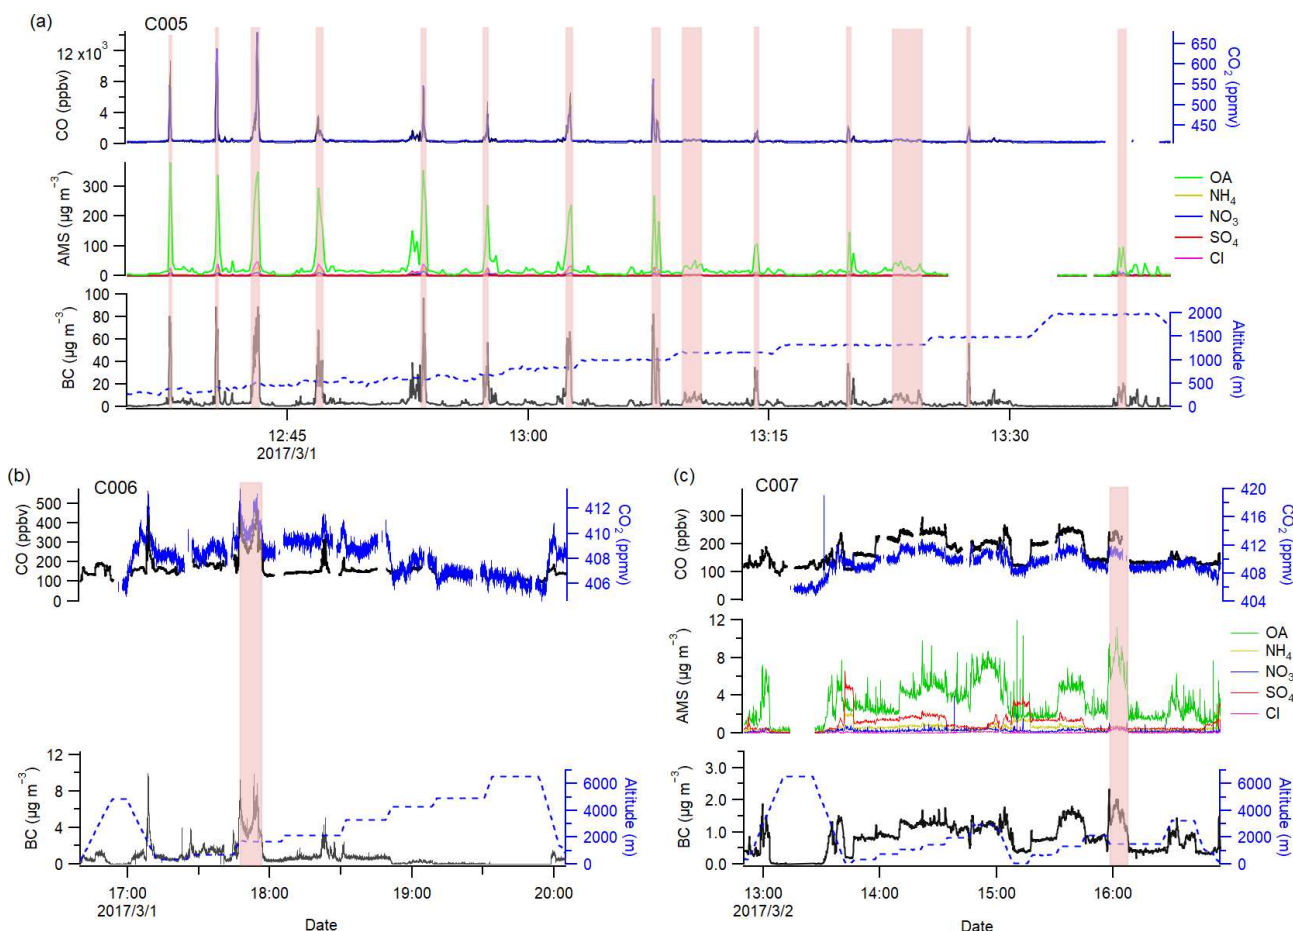 (a)
C005
12 x10³
8
4
0
CO (ppbv)
650
600
550
500
450
CO₂ (ppmv)
300
200
100
0
AMS (µg m⁻³)
OA
NH₄
NO₃
SO₄
Cl
100
80
60
40
20
0
BC (µg m⁻³)
2000
1500
1000
500
0
Altitude (m)
12:45
13:00
13:15
13:30
2017/3/1
(b)
C006
500
400
300
200
100
0
CO (ppbv)
412
410
408
406
CO₂ (ppmv)
12
8
4
0
BC (µg m⁻³)
6000
4000
2000
0
Altitude (m)
17:00
18:00
19:00
20:00
2017/3/1
Date
(c)
C007
300
200
100
0
CO (ppbv)
420
416
412
408
404
CO₂ (ppmv)
12
8
4
0
AMS (µg m⁻³)
OA
NH₄
NO₃
SO₄
Cl
3.0
2.0
1.0
0.0
BC (µg m⁻³)
6000
4000
2000
0
Altitude (m)
13:00
14:00
15:00
16:00
2017/3/2
Date